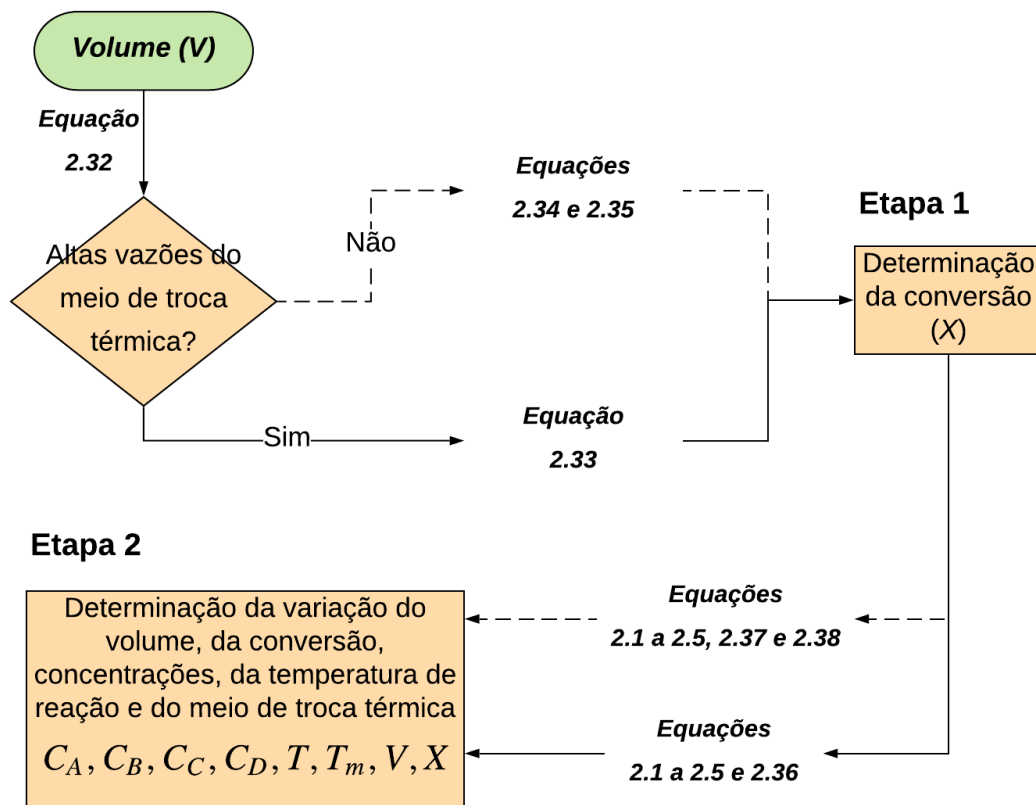 Volume (V)
Equação
2.32
Altas vazões do
meio de troca
térmica?
Não
Equações
2.34 e 2.35
Sim
Equação
2.33
Etapa 1
Determinação
da conversão
(X)
Etapa 2
Determinação da variação do
volume, da conversão,
concentrações, da temperatura de
reação e do meio de troca térmica
C_A, C_B, C_C, C_D, T, T_m, V, X
Equações
2.1 a 2.5, 2.37 e 2.38
Equações
2.1 a 2.5 e 2.36